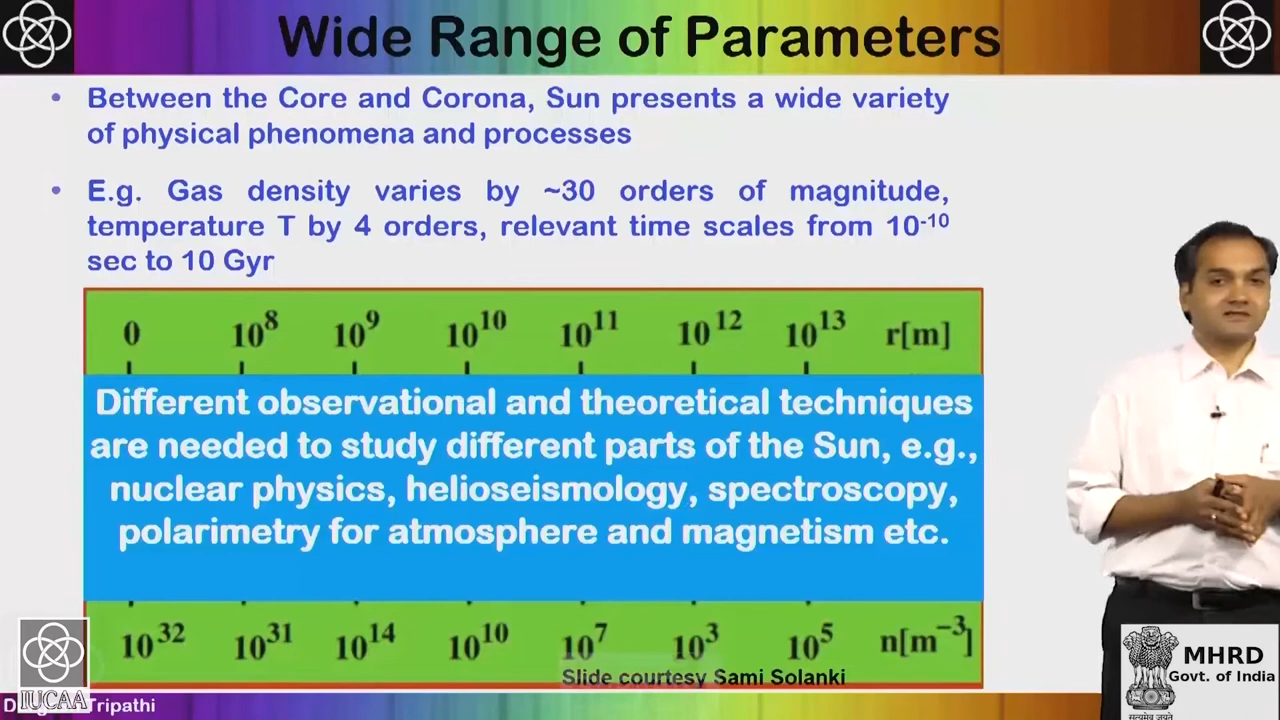 Wide Range of Parameters
• Between the Core and Corona, Sun presents a wide variety
of physical phenomena and processes
• E.g. Gas density varies by ~30 orders of magnitude,
temperature T by 4 orders, relevant time scales from 10⁻¹⁰
sec to 10 Gyr
0 10⁸ 10⁹ 10¹⁰ 10¹¹ 10¹² 10¹³ r[m]
Different observational and theoretical techniques
are needed to study different parts of the Sun, e.g.,
nuclear physics, helioseismology, spectroscopy,
polarimetry for atmosphere and magnetism etc.
10³² 10³¹ 10¹⁴ 10¹⁰ 10⁷ 10³ 10⁵ n[m⁻³]
Slide courtesy Sami Solanki
IUCAA
Tripathi
MHRD
Govt. of India
सत्यमेव जयते